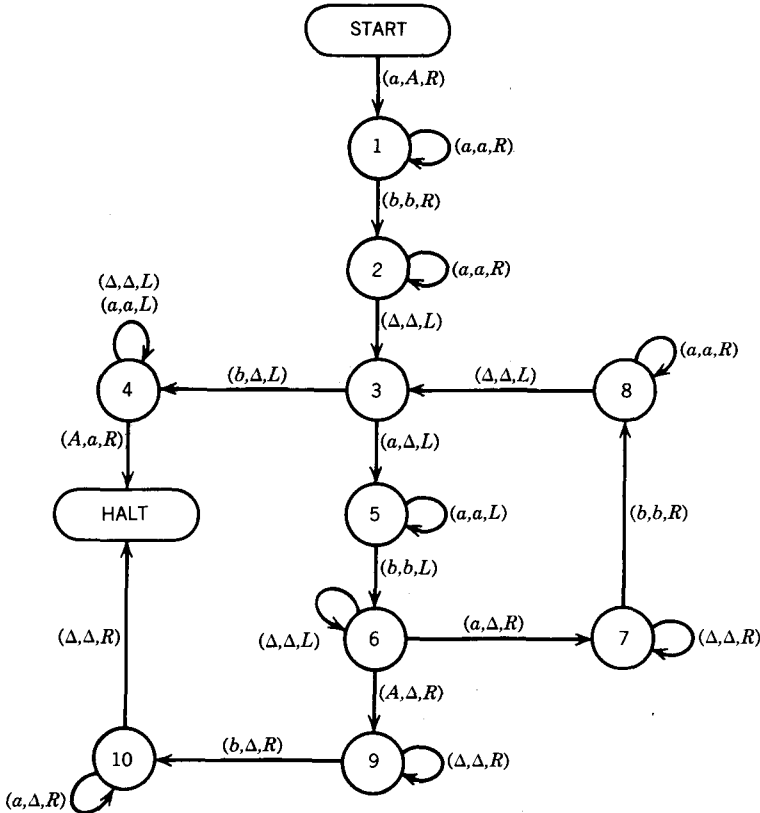 START
(a,A,R)
1
(a,a,R)
(b,b,R)
2
(a,a,R)
(Δ,Δ,L)
(a,a,L)
(Δ,Δ,L)
4
(b,Δ,L)
3
(Δ,Δ,L)
8
(a,a,R)
(A,a,R)
(a,Δ,L)
HALT
5
(a,a,L)
(b,b,R)
(b,b,L)
(Δ,Δ,R)
(Δ,Δ,L)
6
(a,Δ,R)
7
(Δ,Δ,R)
(A,Δ,R)
10
(b,Δ,R)
9
(Δ,Δ,R)
(a,Δ,R)